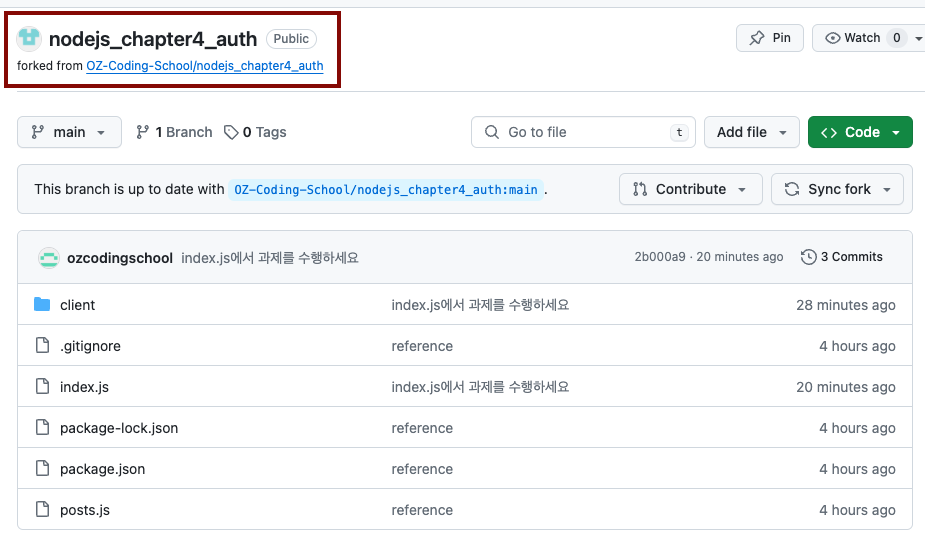 nodejs_chapter4_auth Public
Pin
Watch 0
forked from OZ-Coding-School/nodejs_chapter4_auth
main
1 Branch
0 Tags
Go to file
t
Add file
Code
This branch is up to date with OZ-Coding-School/nodejs_chapter4_auth:main .
Contribute
Sync fork
ozcodingschool index.js에서 과제를 수행하세요 2b000a9 · 20 minutes ago 3 Commits
client index.js에서 과제를 수행하세요 28 minutes ago
.gitignore reference 4 hours ago
index.js index.js에서 과제를 수행하세요 20 minutes ago
package-lock.json reference 4 hours ago
package.json reference 4 hours ago
posts.js reference 4 hours ago